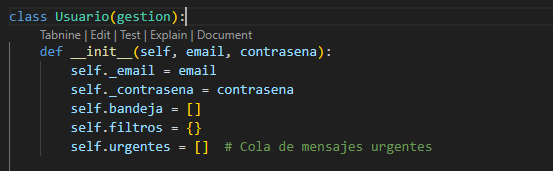 class Usuario(gestion):
Tabnine | Edit | Test | Explain | Document
def __init__(self, email, contrasena):
self._email = email
self._contrasena = contrasena
self.bandeja = []
self.filtros = {}
self.urgentes = []  # Cola de mensajes urgentes